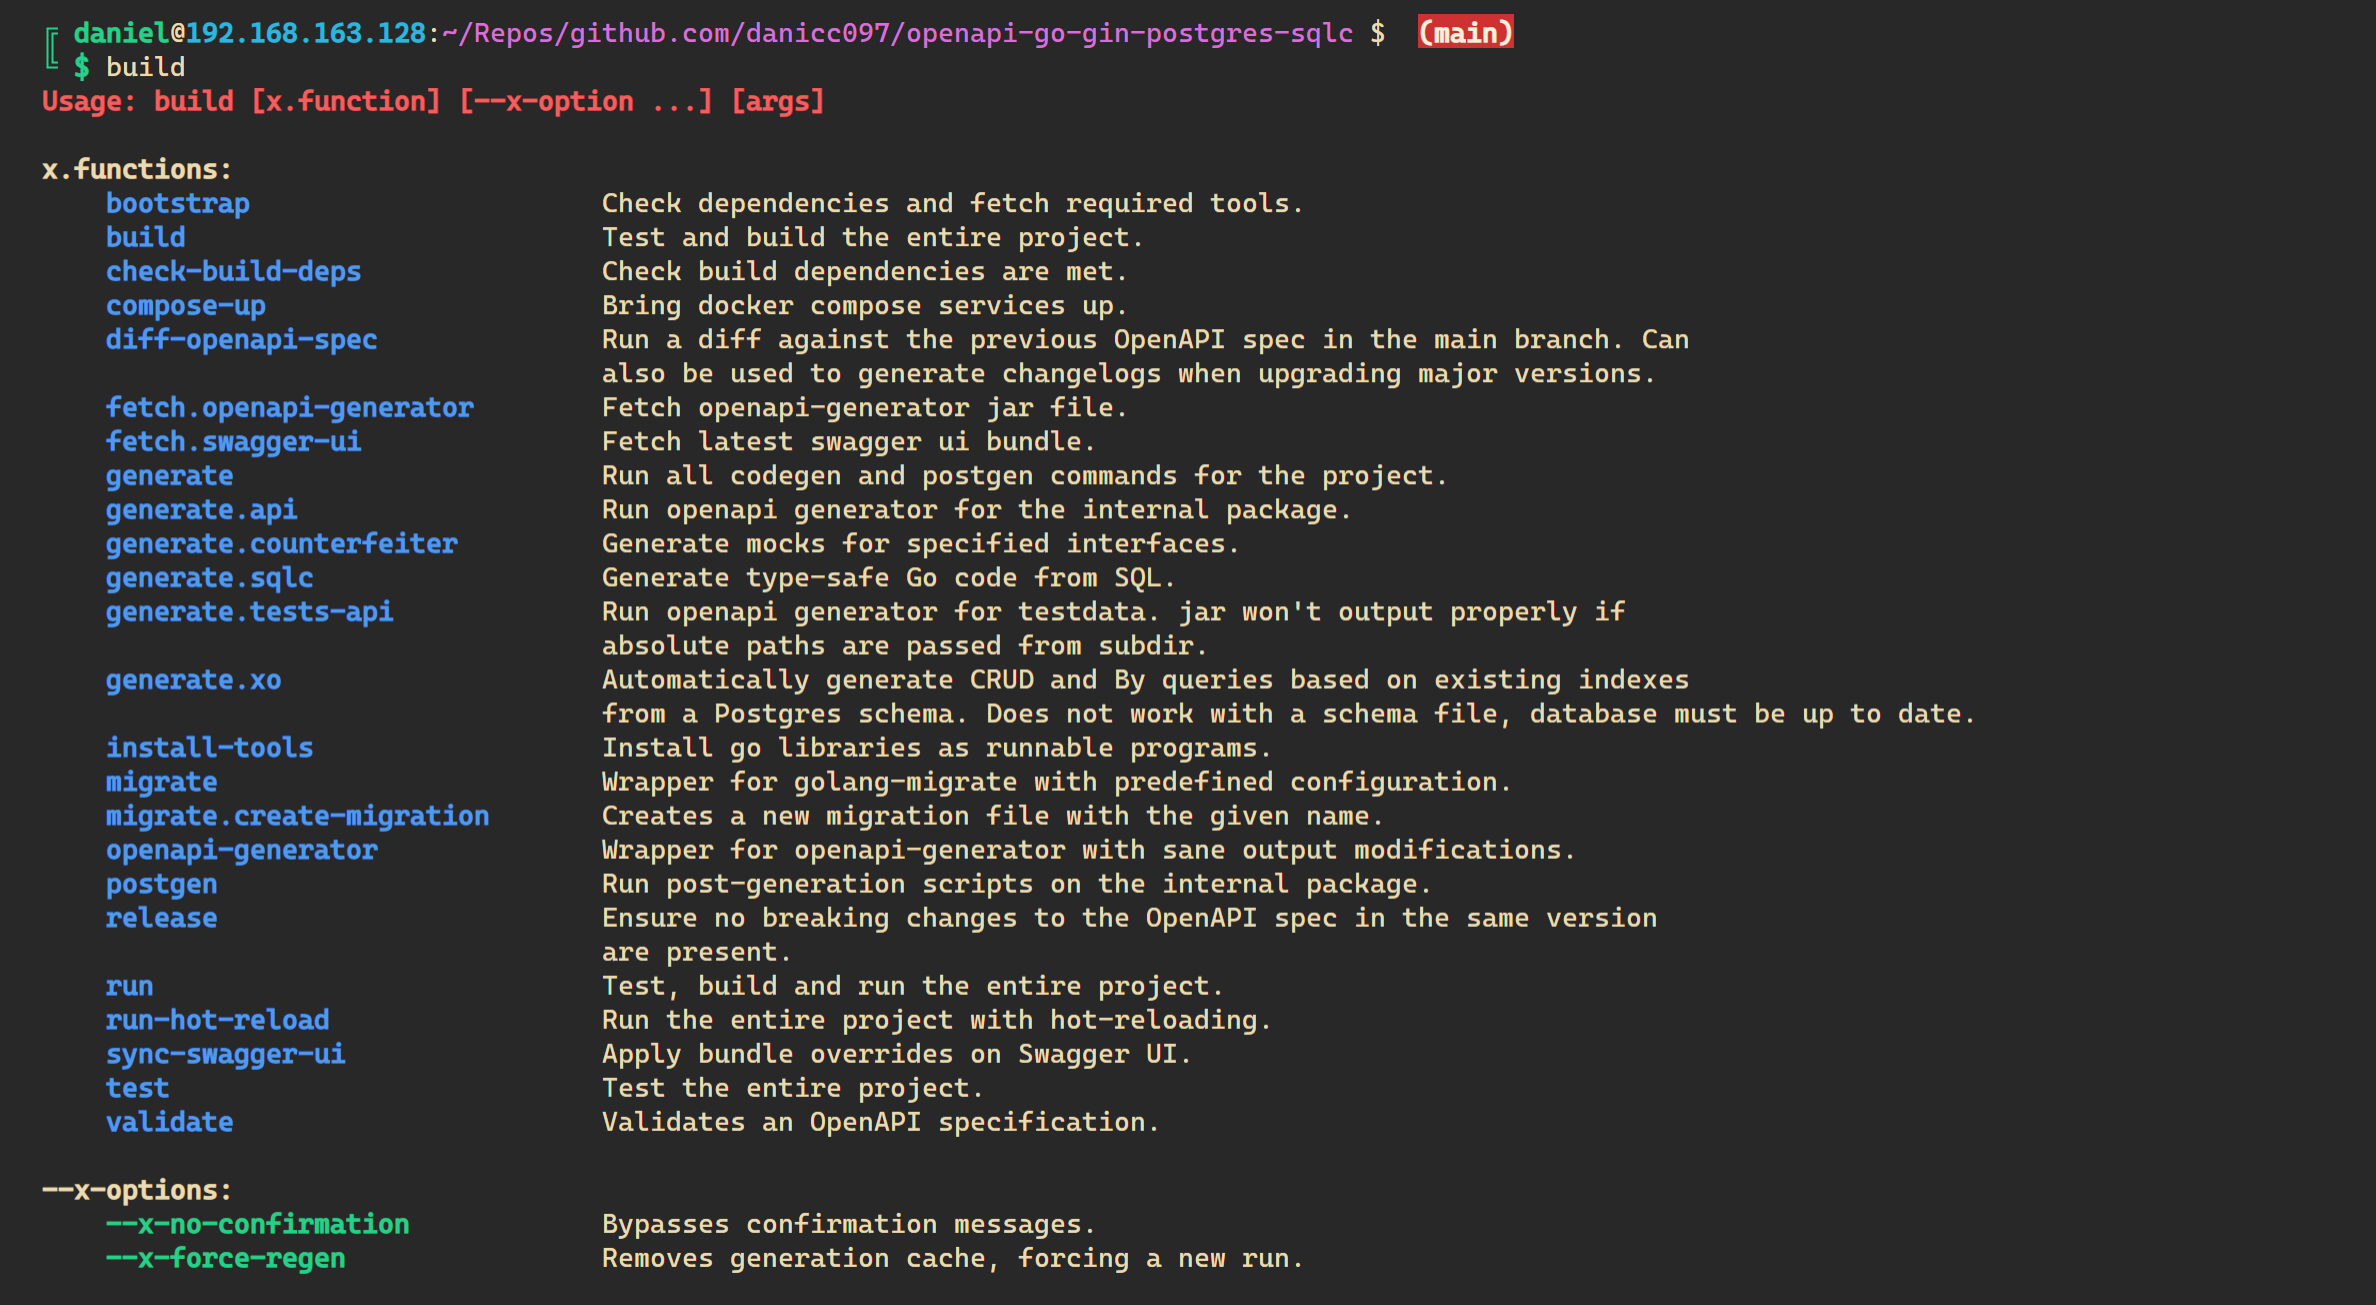 daniel@192.168.163.128:~/Repos/github.com/danicc097/openapi-go-gin-postgres-sqlc $  (main)
$ build
Usage: build [x.function] [--x-option ...] [args]

x.functions:
    bootstrap                      Check dependencies and fetch required tools.
    build                          Test and build the entire project.
    check-build-deps               Check build dependencies are met.
    compose-up                     Bring docker compose services up.
    diff-openapi-spec              Run a diff against the previous OpenAPI spec in the main branch. Can
                                   also be used to generate changelogs when upgrading major versions.
    fetch.openapi-generator        Fetch openapi-generator jar file.
    fetch.swagger-ui               Fetch latest swagger ui bundle.
    generate                       Run all codegen and postgen commands for the project.
    generate.api                   Run openapi generator for the internal package.
    generate.counterfeiter         Generate mocks for specified interfaces.
    generate.sqlc                  Generate type-safe Go code from SQL.
    generate.tests-api             Run openapi generator for testdata. jar won't output properly if
                                   absolute paths are passed from subdir.
    generate.xo                    Automatically generate CRUD and By queries based on existing indexes
                                   from a Postgres schema. Does not work with a schema file, database must be up to date.
    install-tools                  Install go libraries as runnable programs.
    migrate                        Wrapper for golang-migrate with predefined configuration.
    migrate.create-migration       Creates a new migration file with the given name.
    openapi-generator              Wrapper for openapi-generator with sane output modifications.
    postgen                        Run post-generation scripts on the internal package.
    release                        Ensure no breaking changes to the OpenAPI spec in the same version
                                   are present.
    run                            Test, build and run the entire project.
    run-hot-reload                 Run the entire project with hot-reloading.
    sync-swagger-ui                Apply bundle overrides on Swagger UI.
    test                           Test the entire project.
    validate                       Validates an OpenAPI specification.

--x-options:
    --x-no-confirmation            Bypasses confirmation messages.
    --x-force-regen                Removes generation cache, forcing a new run.